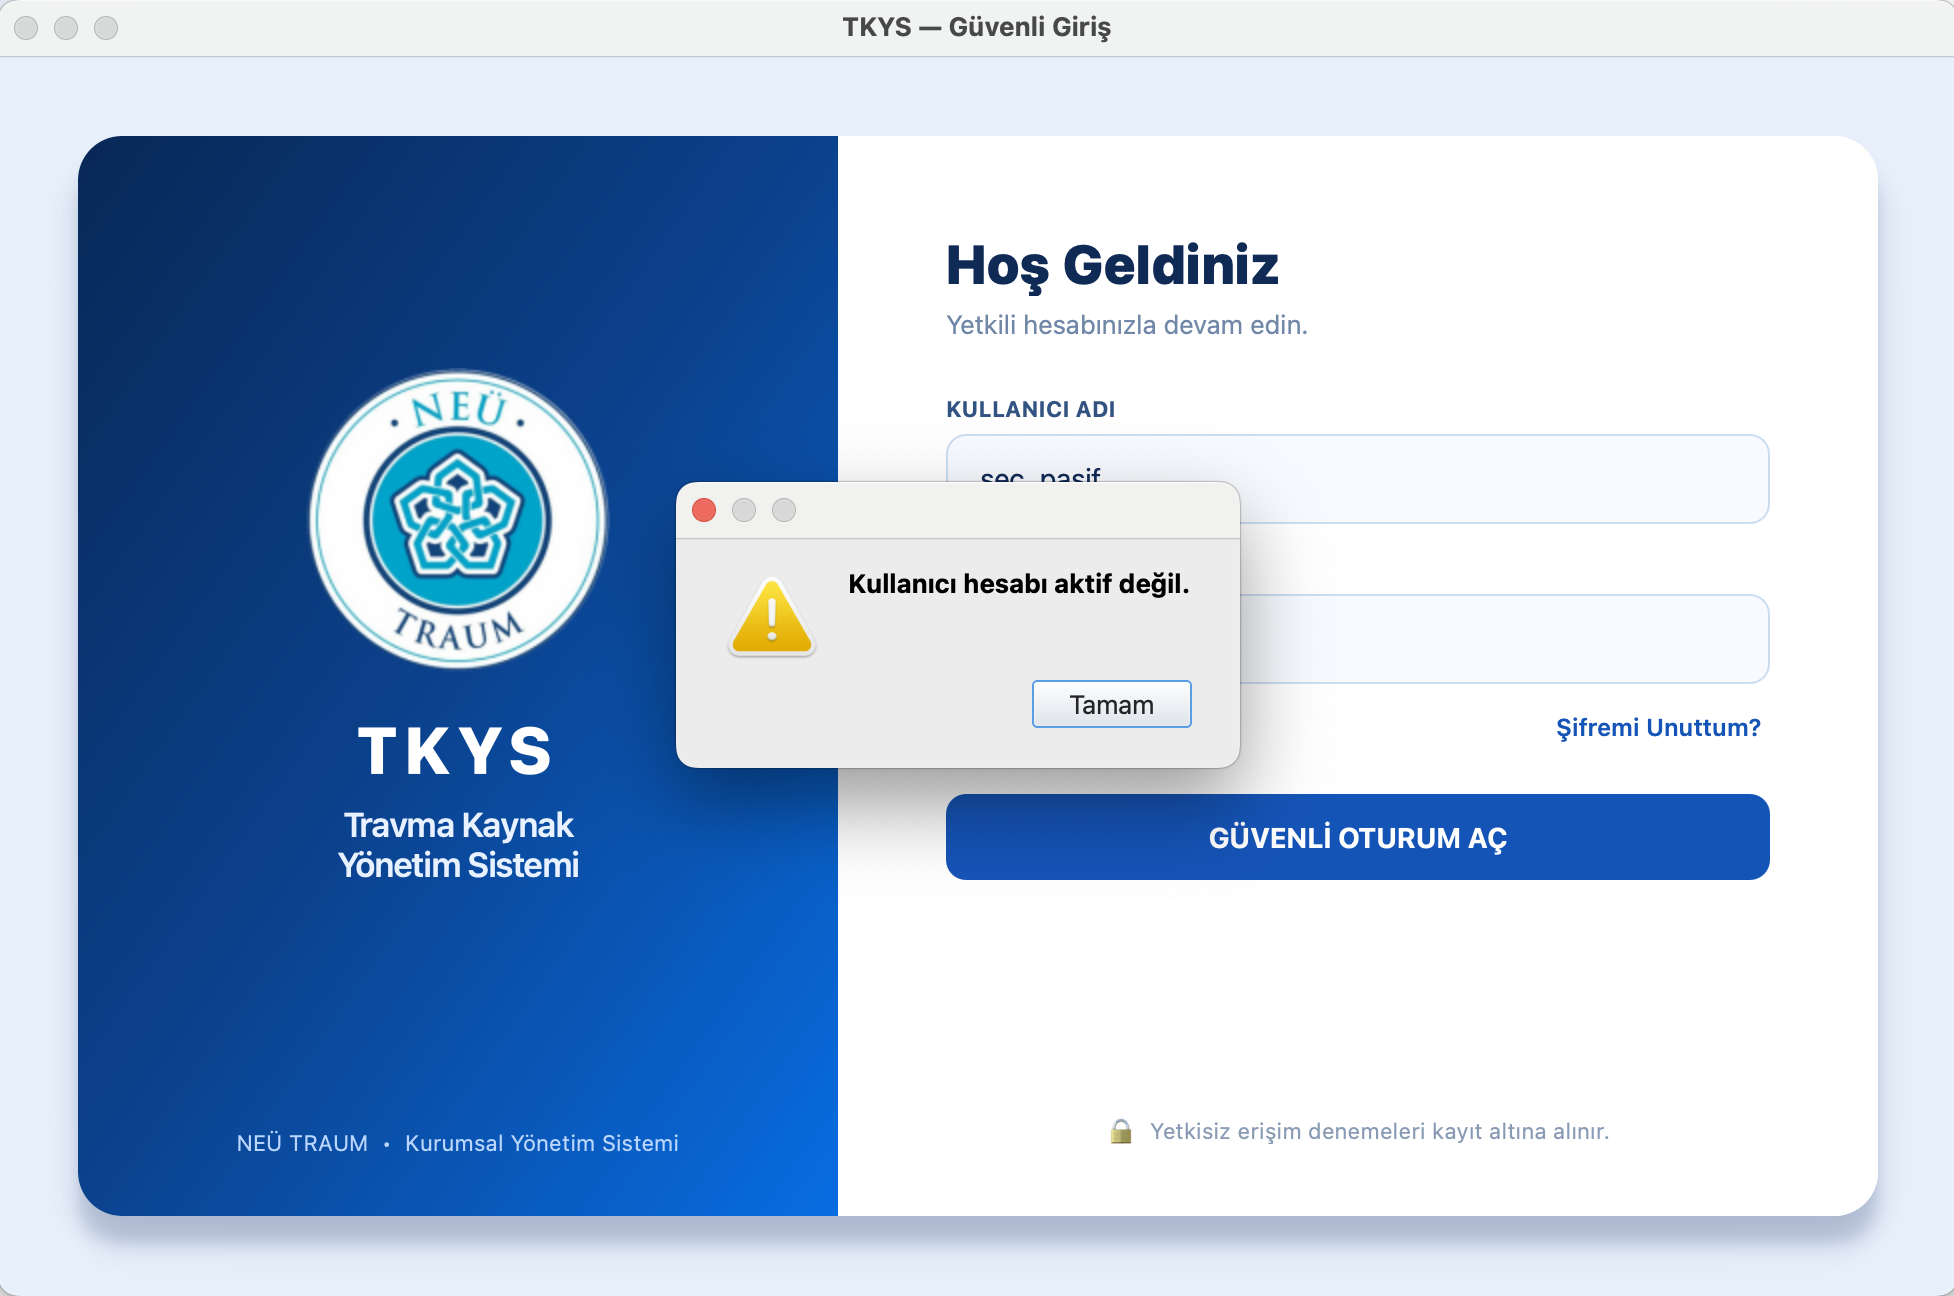 TKYS — Güvenli Giriş
NEÜ
TRAUM
TKYS
Travma Kaynak
Yönetim Sistemi
NEÜ TRAUM • Kurumsal Yönetim Sistemi
Hoş Geldiniz
Yetkili hesabınızla devam edin.
KULLANICI ADI
sec_pasif
Kullanıcı hesabı aktif değil.
Tamam
Şifremi Unuttum?
GÜVENLİ OTURUM AÇ
Yetkisiz erişim denemeleri kayıt altına alınır.